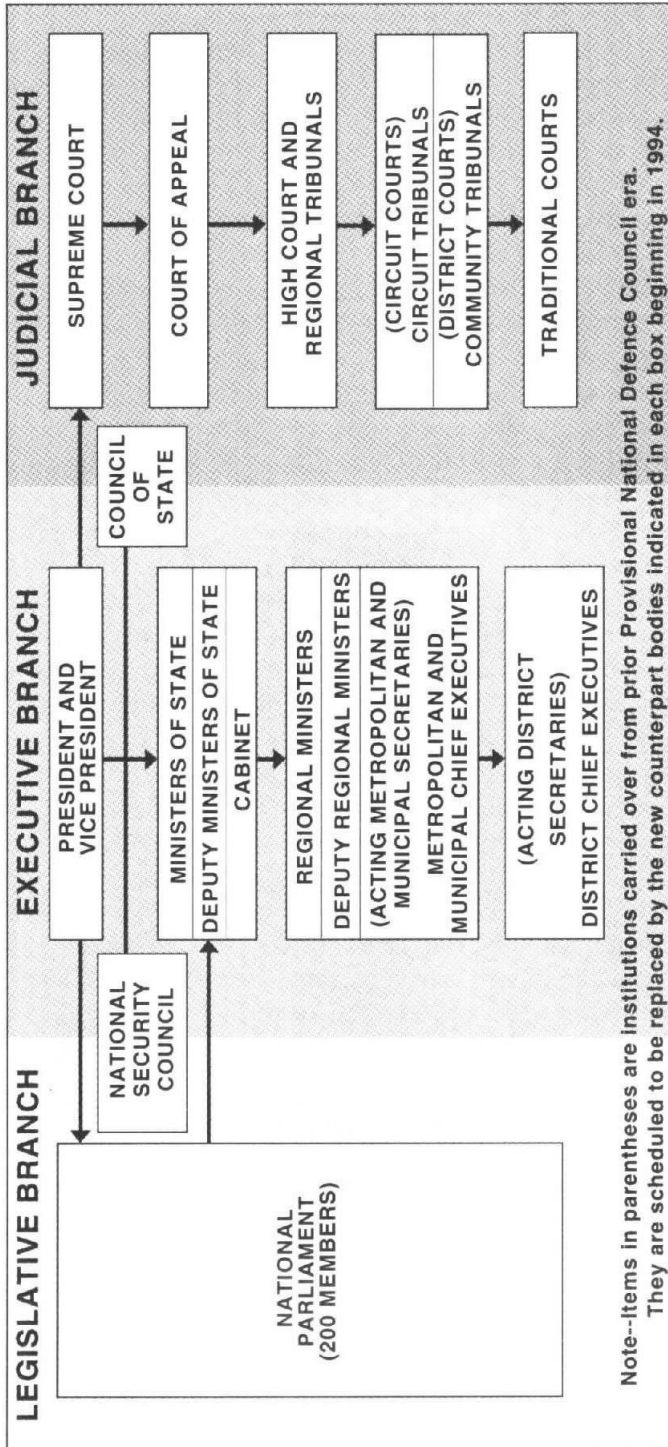 LEGISLATIVE BRANCH
NATIONAL
PARLIAMENT
(200 MEMBERS)
EXECUTIVE BRANCH
PRESIDENT AND
VICE PRESIDENT
NATIONAL
SECURITY
COUNCIL
COUNCIL
OF
STATE
MINISTERS OF STATE
DEPUTY MINISTERS OF STATE
CABINET
REGIONAL MINISTERS
DEPUTY REGIONAL MINISTERS
(ACTING METROPOLITAN AND
MUNICIPAL SECRETARIES)
METROPOLITAN AND
MUNICIPAL CHIEF EXECUTIVES
(ACTING DISTRICT
SECRETARIES)
DISTRICT CHIEF EXECUTIVES
JUDICIAL BRANCH
SUPREME COURT
COURT OF APPEAL
HIGH COURT AND
REGIONAL TRIBUNALS
(CIRCUIT COURTS)
CIRCUIT TRIBUNALS
(DISTRICT COURTS)
COMMUNITY TRIBUNALS
TRADITIONAL COURTS
Note--Items in parentheses are institutions carried over from prior Provisional National Defence Council era.
They are scheduled to be replaced by the new counterpart bodies indicated in each box beginning in 1994.